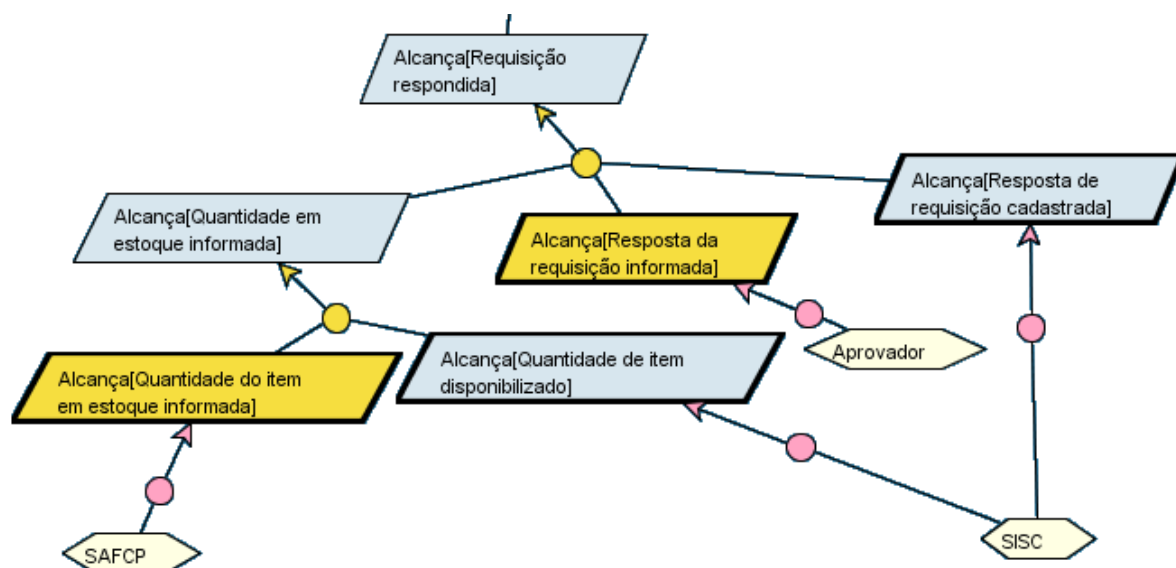 Alcança[Requisição
respondida]
Alcança[Resposta de
requisição cadastrada]
Alcança[Quantidade em
estoque informada]
Alcança[Resposta da
requisição informada]
Aprovador
Alcança[Quantidade do item
em estoque informada]
Alcança[Quantidade de item
disponibilizado]
SAFCP
SISC